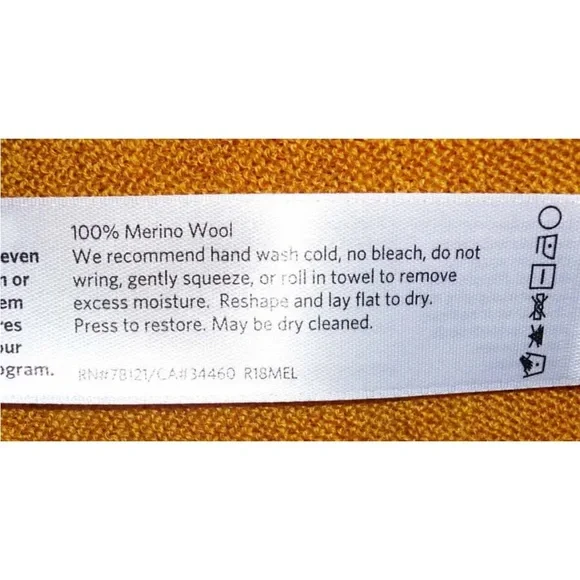 100% Merino Wool
We recommend hand wash cold, no bleach, do not
wring, gently squeeze, or roll in towel to remove
excess moisture. Reshape and lay flat to dry.
Press to restore. May be dry cleaned.
RN#78121/CA#34460 R18MEL
even
or
em
res
our
ogram.